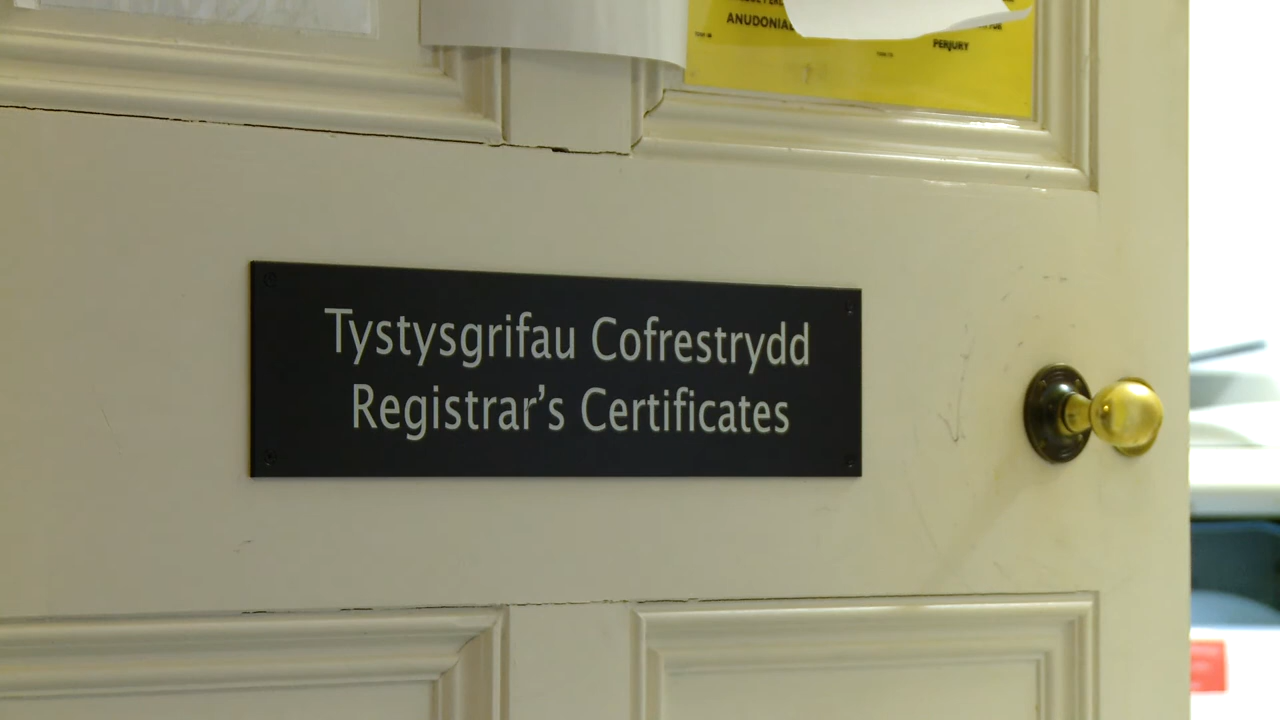 ANUDONIAE
PERJURY
Tystysgrifau Cofrestrydd
Registrar's Certificates